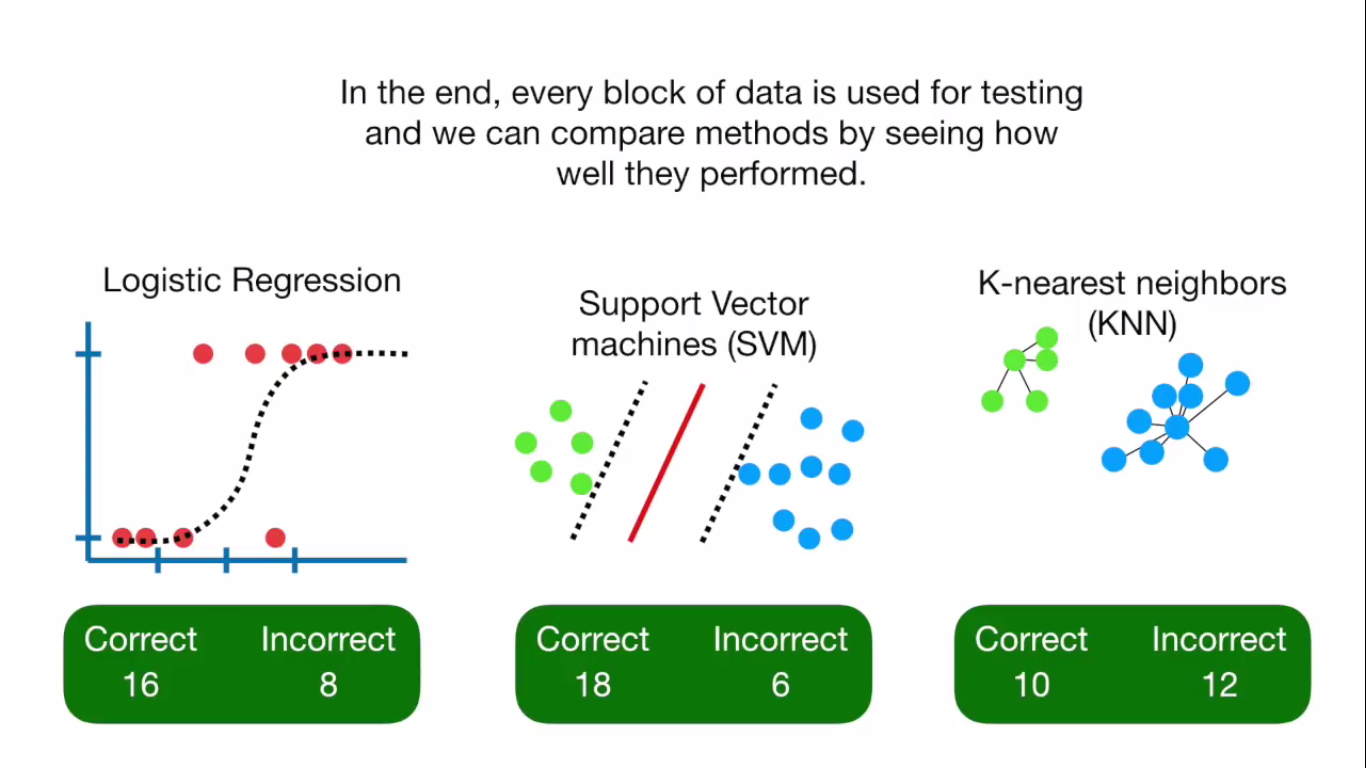 In the end, every block of data is used for testing
and we can compare methods by seeing how
well they performed.
Logistic Regression
Support Vector
machines (SVM)
K-nearest neighbors
(KNN)
Correct Incorrect
16 8
Correct Incorrect
18 6
Correct Incorrect
10 12